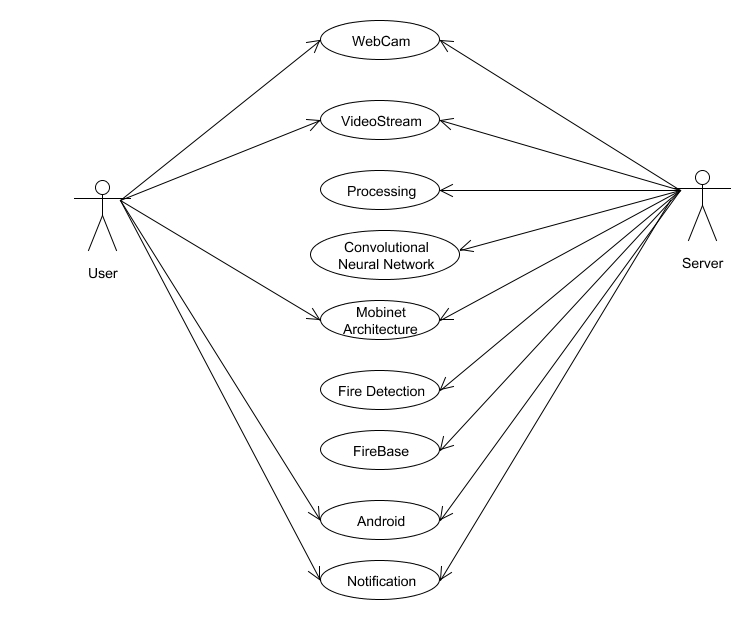 WebCam
VideoStream
Processing
Convolutional
Neural Network
User
Server
Mobinet
Architecture
Fire Detection
FireBase
Android
Notification